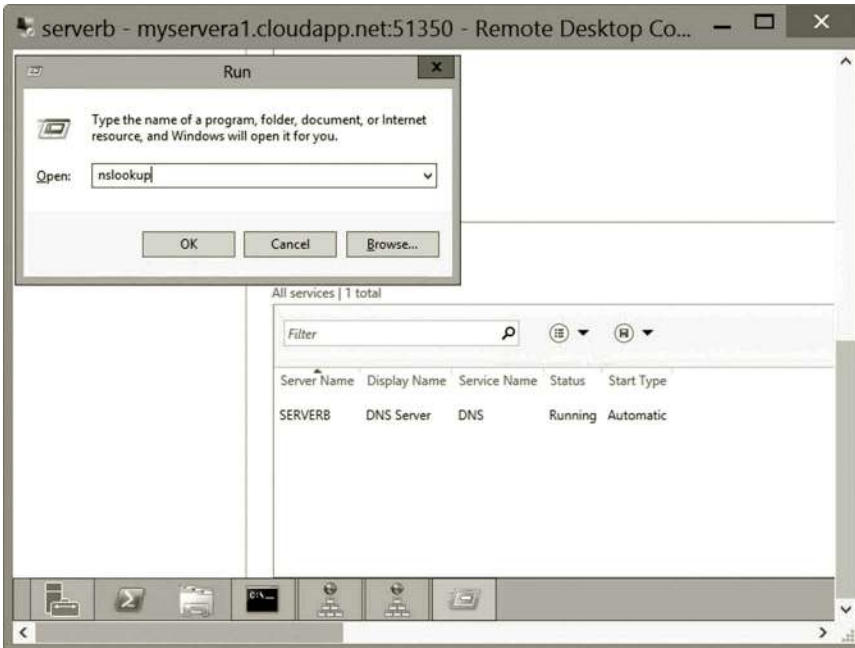 serverb - myservera1.cloudapp.net:51350 - Remote Desktop Co...
Run
Type the name of a program, folder, document, or Internet
resource, and Windows will open it for you.
Open: nslookup
OK Cancel Browse...
All services | 1 total
Filter
Server Name Display Name Service Name Status Start Type
SERVERB DNS Server DNS Running Automatic
C:\_